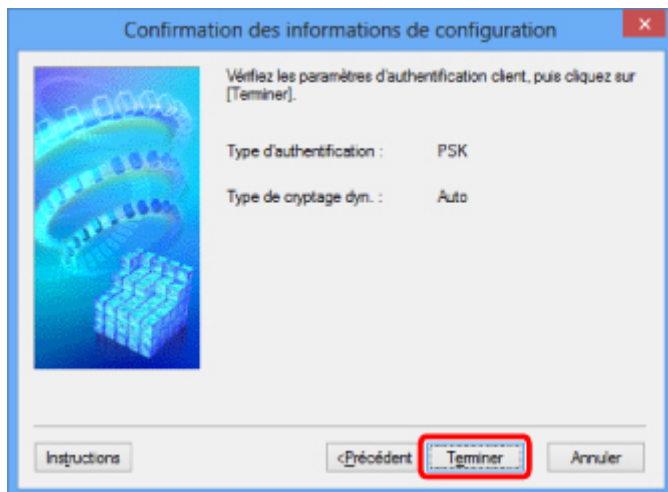 Confirmation des informations de configuration
Vérifiez les paramètres d'authentification client, puis cliquez sur
[Terminer].
Type d'authentification : PSK
Type de cryptage dyn. : Auto
Instructions <Précédent Terminer Annuler